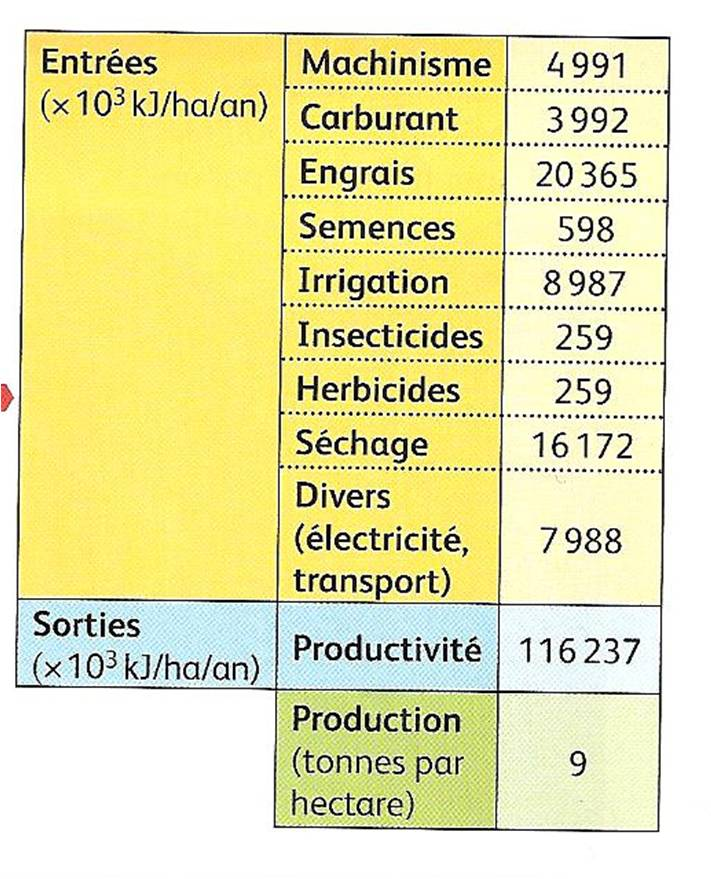 Entrées
(×10³ kJ/ha/an)
Machinisme 4 991
Carburant 3 992
Engrais 20 365
Semences 598
Irrigation 8 987
Insecticides 259
Herbicides 259
Séchage 16 172
Divers
(électricité,
transport)
7 988
Sorties
(×10³ kJ/ha/an)
Productivité 116 237
Production
(tonnes par
hectare)
9